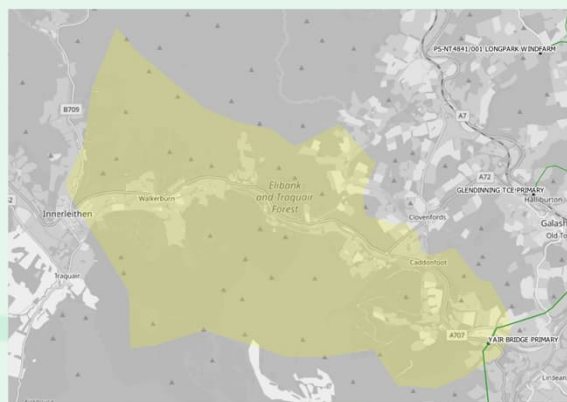 PS-NT4841/001 LONGPARK WINDFARM
B709
A7
A72
GLENDINNING TCE-PRIMARY
Halliburton
Elibank
and Traquair
Forest
Walkerburn
Innerleithen
Clovenfords
Galash
Old To
Caddonfoot
Traquair
A707
YAIR BRIDGE PRIMARY
Lindean